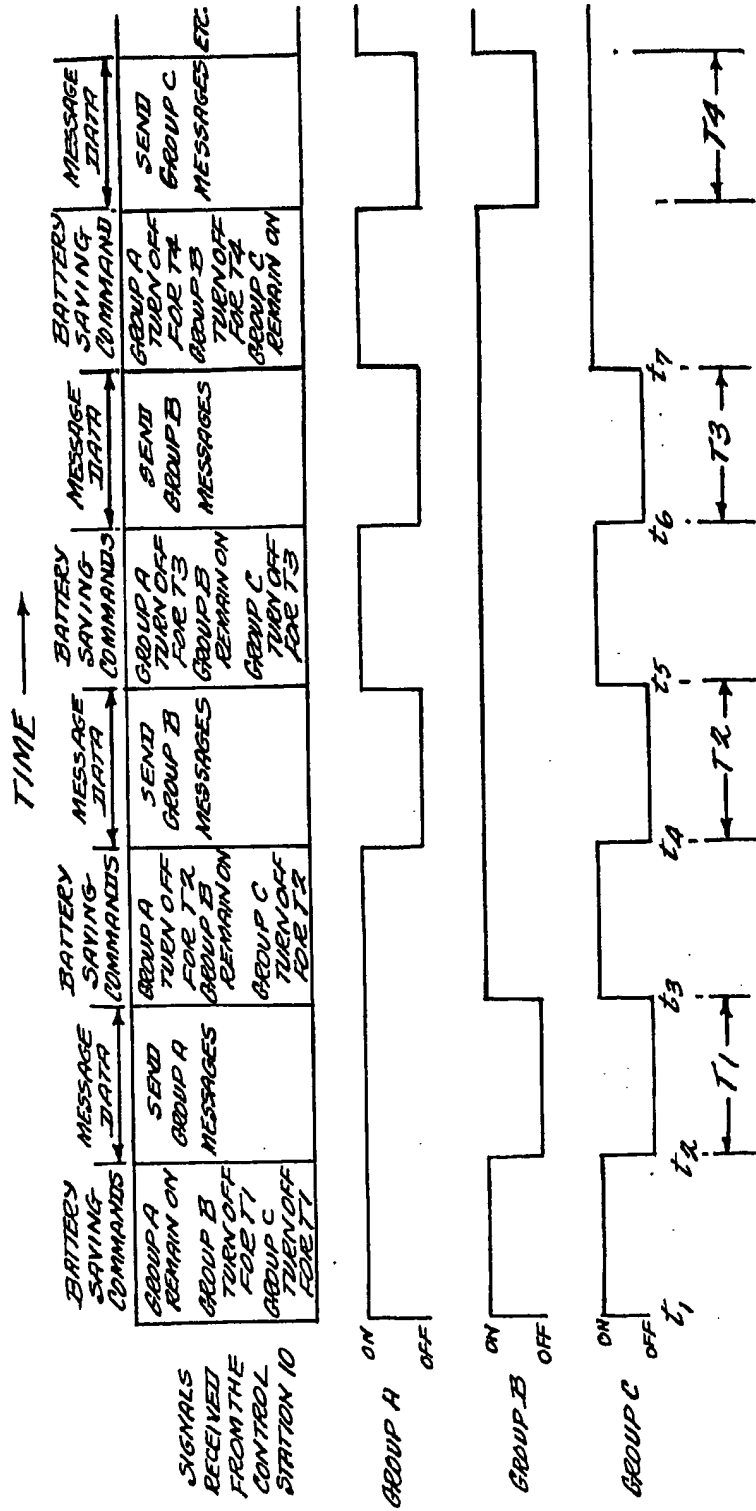 TIME
BATTERY
SAVING
COMMANDS
MESSAGE
DATA
BATTERY
SAVING-
COMMANDS
MESSAGE
DATA
BATTERY
SAVING-
COMMANDS
MESSAGE
DATA
BATTERY
SAVING
COMMAND
MESSAGE
DATA
SIGNALS
RECEIVED
FROM THE
CONTROL
STATION 10
GROUP A
REMAIN ON
GROUP B
TURN OFF
FOR T1
GROUP C
TURN OFF
FOR T1
SEND
GROUP A
MESSAGES
GROUP A
TURN OFF
FOR T2
GROUP B
REMAIN ON
GROUP C
TURN OFF
FOR T2
SEND
GROUP B
MESSAGES
GROUP A
TURN OFF
FOR T3
GROUP B
REMAIN ON
GROUP C
TURN OFF
FOR T3
SEND
GROUP B
MESSAGES
GROUP A
TURN OFF
FOR T4
GROUP B
TURN OFF
FOR T4
GROUP C
REMAIN ON
SEND
GROUP C
MESSAGES
ETC.
GROUP A
ON
OFF
GROUP B
ON
OFF
GROUP C
ON
OFF
t1
t2
t3
t4
t5
t6
t7
T1
T2
T3
T4